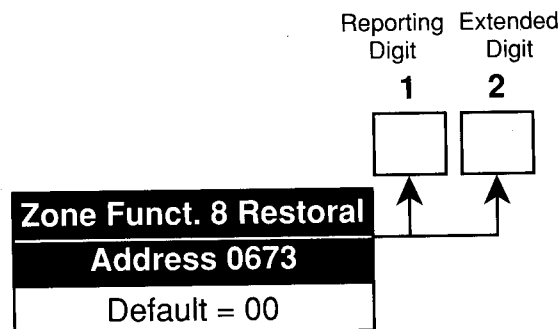 Reporting Extended
Digit Digit
1 2
Zone Funct. 8 Restoral
Address 0673
Default = 00